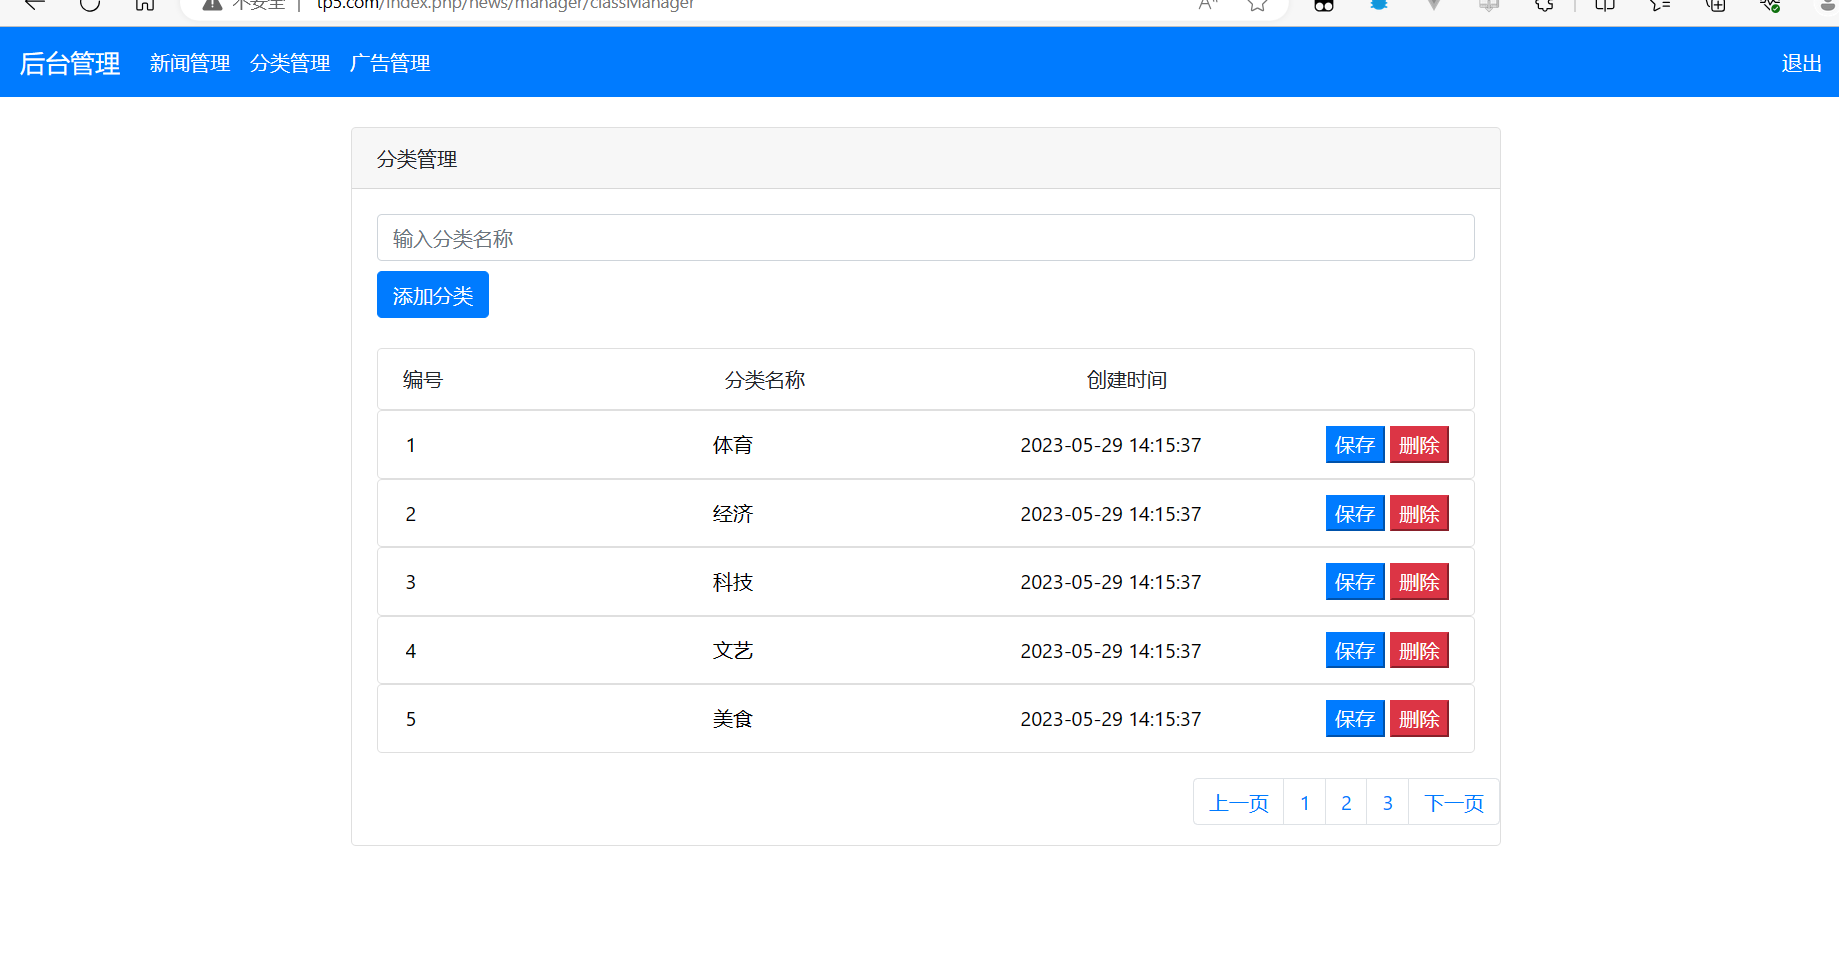 不安全 tp5.com/index.php/news/manager/classManager
后台管理 新闻管理 分类管理 广告管理 退出
分类管理
输入分类名称
添加分类
编号 分类名称 创建时间
1 体育 2023-05-29 14:15:37 保存 删除
2 经济 2023-05-29 14:15:37 保存 删除
3 科技 2023-05-29 14:15:37 保存 删除
4 文艺 2023-05-29 14:15:37 保存 删除
5 美食 2023-05-29 14:15:37 保存 删除
上一页 1 2 3 下一页